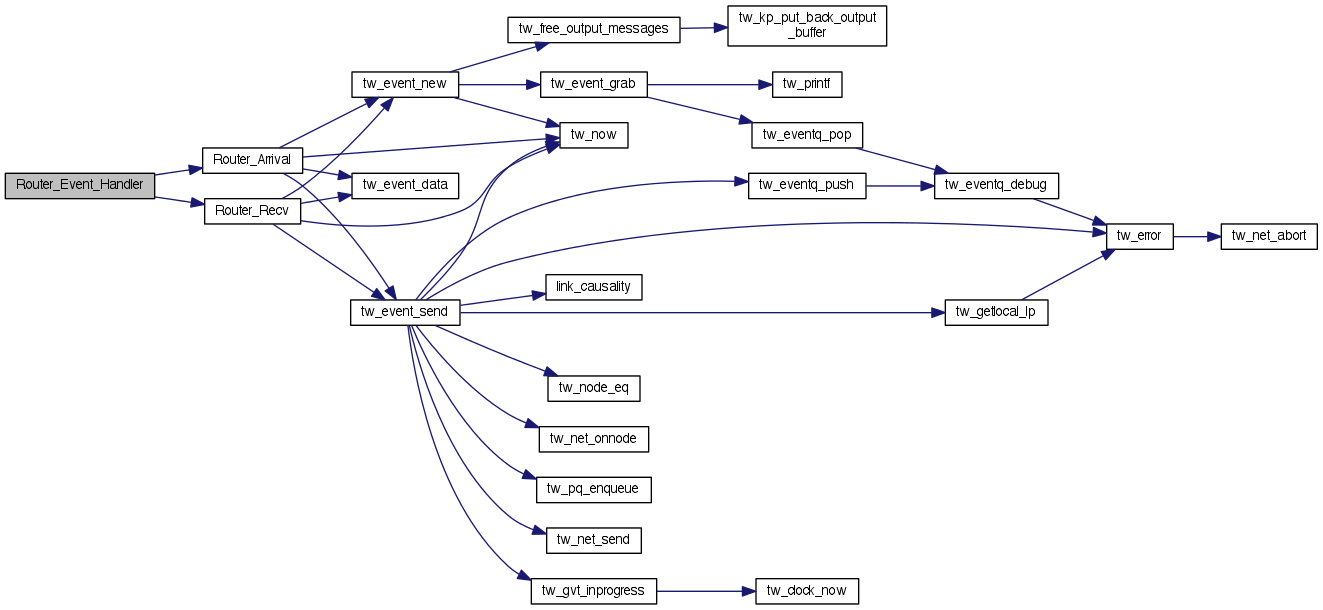 tw_free_output_messages
tw_kp_put_back_output
_buffer
tw_event_new
tw_event_grab
tw_printf
tw_now
tw_eventq_pop
Router_Arrival
Router_Event_Handler
tw_event_data
tw_eventq_push
tw_eventq_debug
Router_Recv
tw_error
tw_net_abort
link_causality
tw_event_send
tw_getlocal_lp
tw_node_eq
tw_net_onnode
tw_pq_enqueue
tw_net_send
tw_gvt_inprogress
tw_clock_now